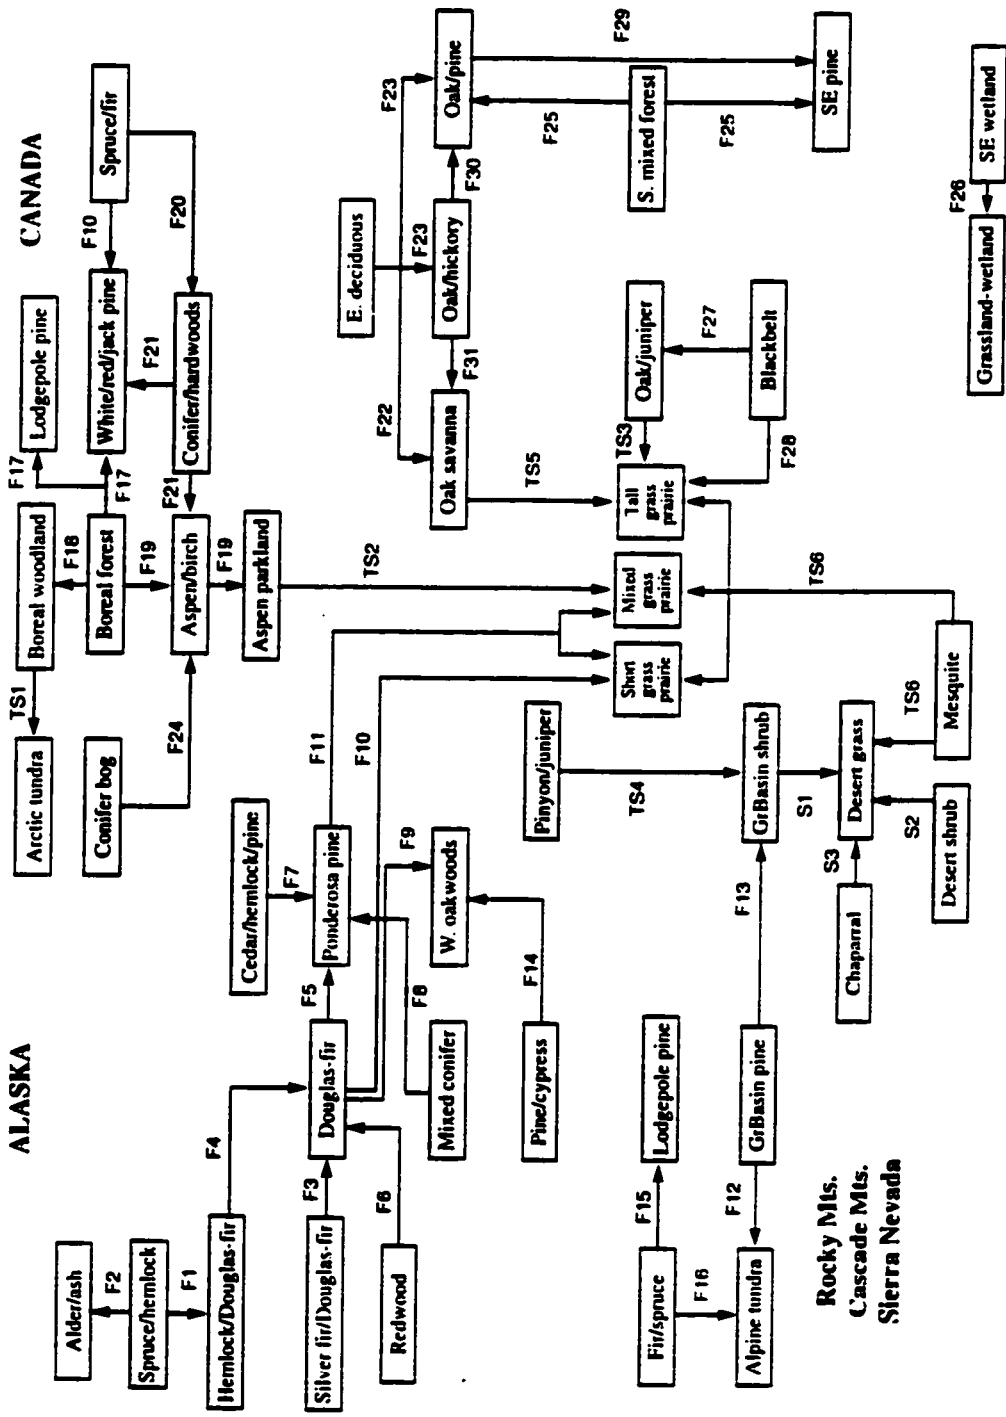 ALASKA
CANADA
Alder/ash
F2
Spruce/hemlock
F1
Hemlock/Douglas-fir
F4
Silver fir/Douglas-fir
F3
Douglas-fir
F6
Redwood
F5
Cedar/hemlock/pine
F7
Ponderosa pine
F8
Mixed conifer
F9
W. oakwoods
F14
Pine/cypress
F11
F10
Arctic tundra
TS1
Boreal woodland
F17
Lodgepole pine
F18
Boreal forest
F17
White/red/jack pine
F10
Spruce/fir
F19
F21
F20
Conifer bog
F24
Aspen/birch
F21
Conifer/hardwoods
F19
Aspen parkland
TS2
E. deciduous
F22
F23
F23
Oak savanna
F31
Oak/hickory
F30
Oak/pine
TS5
F25
F29
S. mixed forest
F25
SE pine
Short
grass
prairie
Mixed
grass
prairie
Tall
grass
prairie
TS3
Oak/juniper
F27
Blackbelt
F28
TS6
Pinyon/juniper
TS4
Fir/spruce
F15
Lodgepole pine
F16
Alpine tundra
F12
GrBasin pine
F13
GrBasin shrub
S1
Chaparral
S3
Desert grass
S2
Desert shrub
TS6
Mesquite
Grassland-wetland
F26
SE wetland
Rocky Mts.
Cascade Mts.
Sierra Nevada